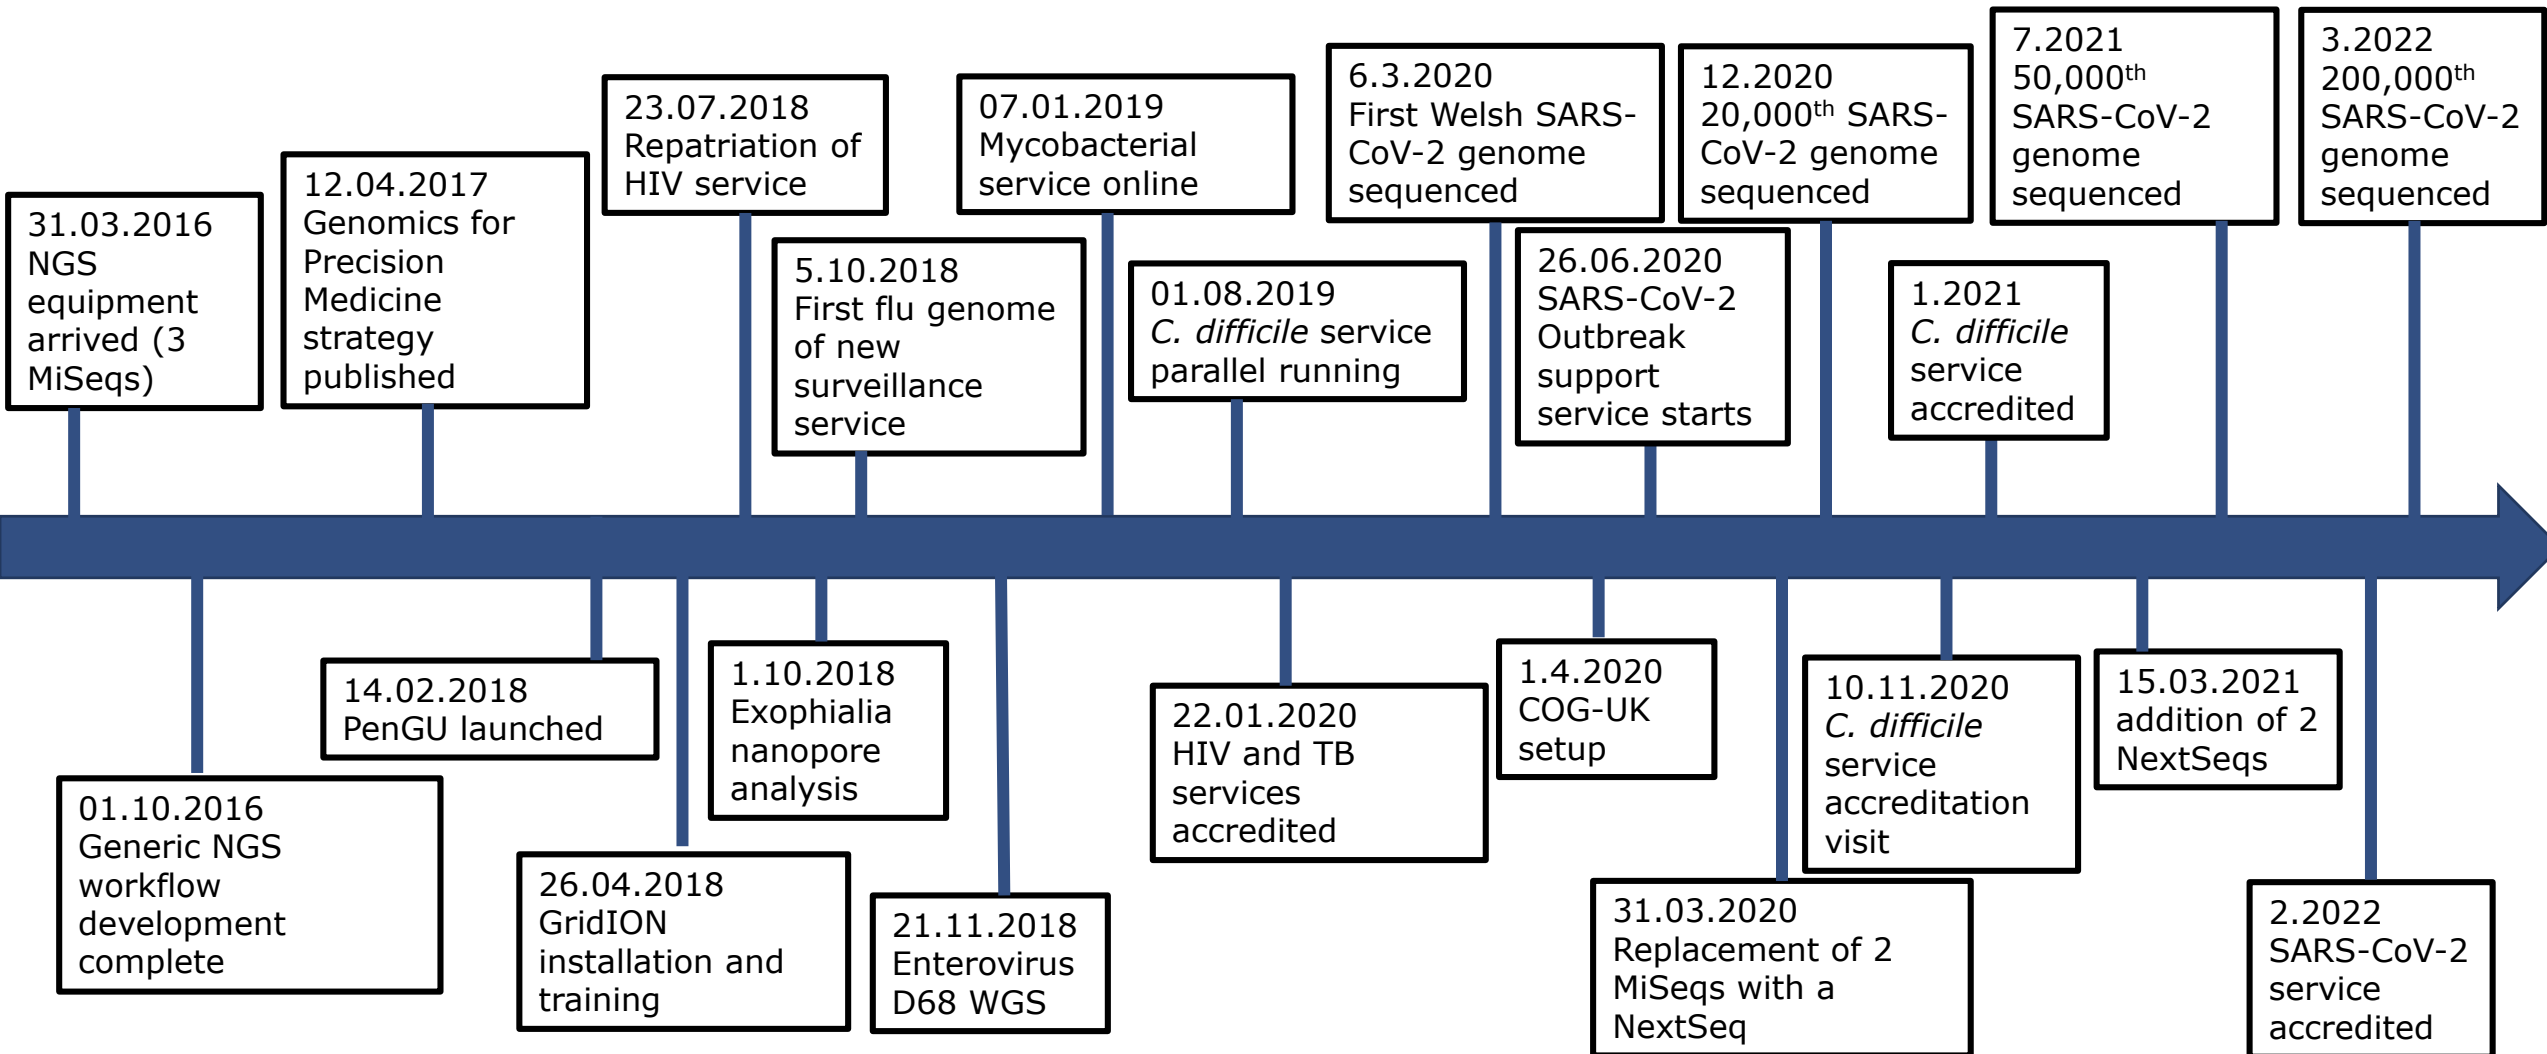 31.03.2016
NGS
equipment
arrived (3
MiSeqs)
12.04.2017
Genomics for
Precision
Medicine
strategy
published
23.07.2018
Repatriation of
HIV service
5.10.2018
First flu genome
of new
surveillance
service
07.01.2019
Mycobacterial
service online
01.08.2019
C. difficile service
parallel running
6.3.2020
First Welsh SARS-
CoV-2 genome
sequenced
26.06.2020
SARS-CoV-2
Outbreak
support
service starts
12.2020
20,000th SARS-
CoV-2 genome
sequenced
1.2021
C. difficile
service
accredited
7.2021
50,000th
SARS-CoV-2
genome
sequenced
3.2022
200,000th
SARS-CoV-2
genome
sequenced
01.10.2016
Generic NGS
workflow
development
complete
14.02.2018
PenGU launched
26.04.2018
GridION
installation and
training
1.10.2018
Exophialia
nanopore
analysis
21.11.2018
Enterovirus
D68 WGS
22.01.2020
HIV and TB
services
accredited
1.4.2020
COG-UK
setup
31.03.2020
Replacement of 2
MiSeqs with a
NextSeq
10.11.2020
C. difficile
service
accreditation
visit
15.03.2021
addition of 2
NextSeqs
2.2022
SARS-CoV-2
service
accredited